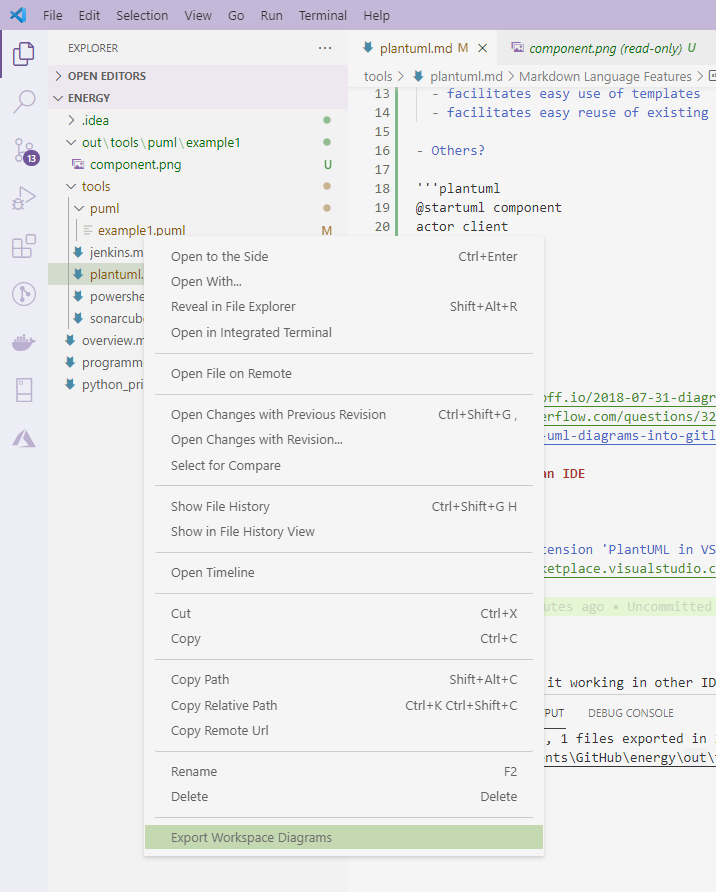 File Edit Selection View Go Run Terminal Help
EXPLORER ...
plantuml.md M
component.png (read-only) U
OPEN EDITORS
tools > plantuml.md > Markdown Language Features >
ENERGY
13 - facilitates easy use of templates
.idea
14 - facilitates easy reuse of existing
15
out\tools\puml\example1
16 - Others?
component.png U
17
tools
18 '''plantuml
puml
19 @startuml component
example1.puml M
20 actor client
jenkins.m
plantuml.
powershe
sonarcube
overview.m
programm
python_pri
13
Open to the Side Ctrl+Enter
Open With...
Reveal in File Explorer Shift+Alt+R
Open in Integrated Terminal
Open File on Remote
Open Changes with Previous Revision Ctrl+Shift+G ,
Open Changes with Revision...
Select for Compare
Show File History Ctrl+Shift+G H
Show in File History View
Open Timeline
Cut Ctrl+X
Copy Ctrl+C
Copy Path Shift+Alt+C
Copy Relative Path Ctrl+K Ctrl+Shift+C
Copy Remote Url
Rename F2
Delete Delete
Export Workspace Diagrams
off.io/2018-07-31-diagr
erflow.com/questions/32
-uml-diagrams-into-gitl
an IDE
tension 'PlantUML in VS
ketplace.visualstudio.c
utes ago • Uncommitted
it working in other ID
PUT DEBUG CONSOLE
, 1 files exported in
ents\GitHub\energy\out\